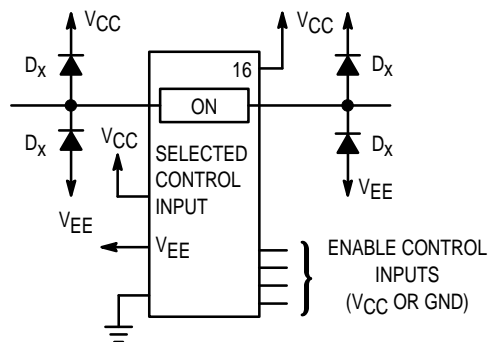 VCC
VCC
DX
16
DX
ON
DX
VCC
SELECTED
CONTROL
INPUT
DX
VEE
VEE
VEE
ENABLE CONTROL
INPUTS
(VCC OR GND)